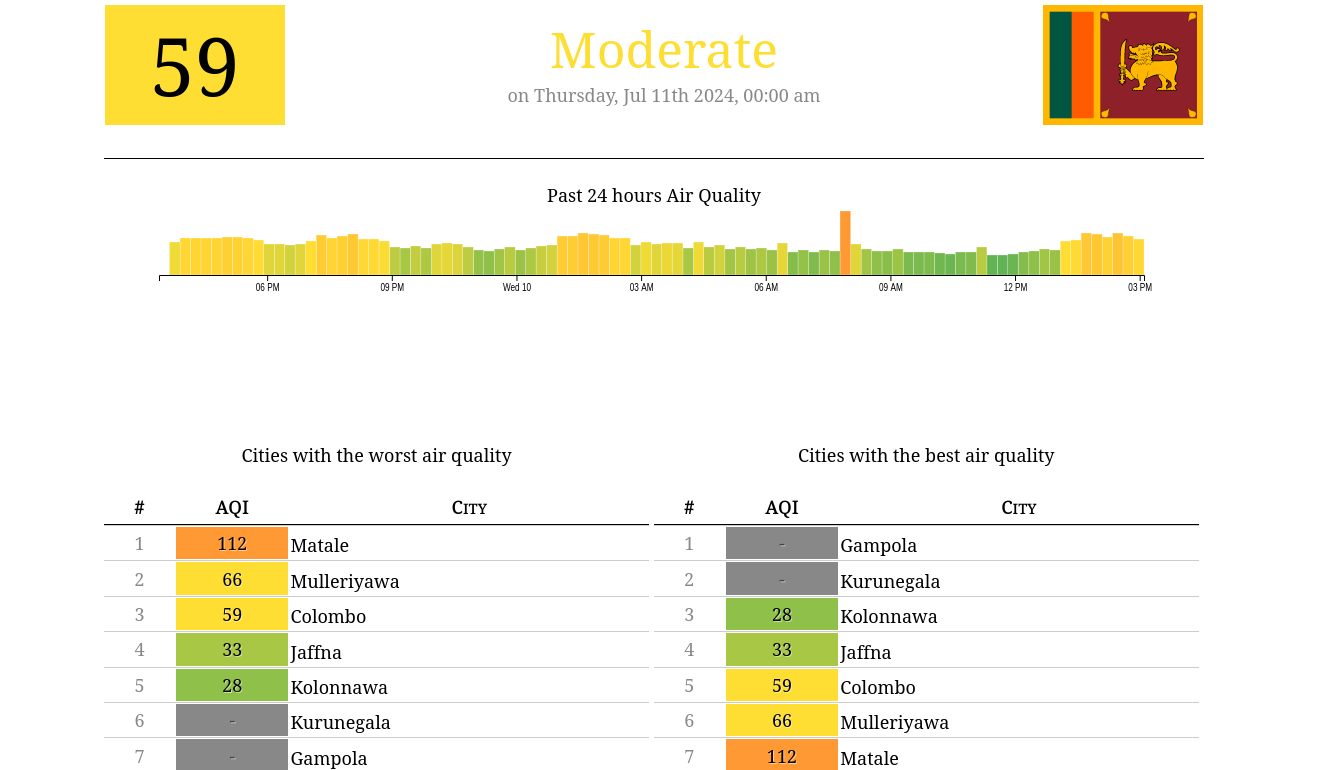 59
Moderate
on Thursday, Jul 11th 2024, 00:00 am
Past 24 hours Air Quality
06 PM 09 PM Wed 10 03 AM 06 AM 09 AM 12 PM 03 PM
Cities with the worst air quality
# AQI City
1 112 Matale
2 66 Mulleriyawa
3 59 Colombo
4 33 Jaffna
5 28 Kolonnawa
6 - Kurunegala
7 - Gampola
Cities with the best air quality
# AQI City
1 - Gampola
2 - Kurunegala
3 28 Kolonnawa
4 33 Jaffna
5 59 Colombo
6 66 Mulleriyawa
7 112 Matale